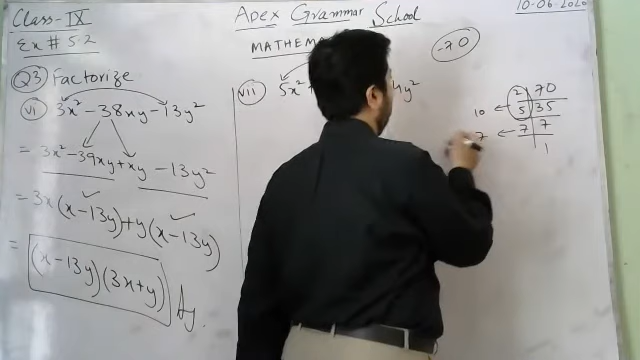 Class-IX
Ex # 5.2
Apex Grammar School
10-06-2020
MATHEMA
Q3 Factorize
vi 3x² - 38xy - 13y²
= 3x² - 39xy + xy - 13y²
= 3x(x - 13y) + y(x - 13y)
= (x - 13y)(3x + y)
vii 5x² 4y²
-70
2 70
10 ← 5 35
7 ← 7 7
1